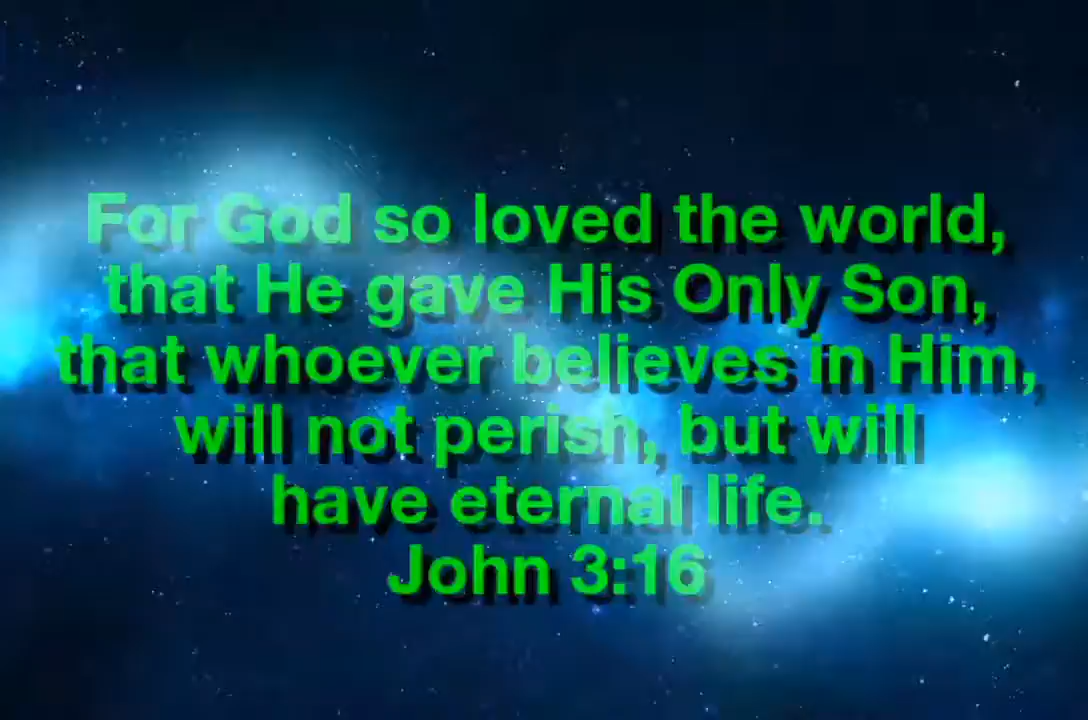 For God so loved the world,
that He gave His Only Son,
that whoever believes in Him,
will not perish, but will
have eternal life.
John 3:16